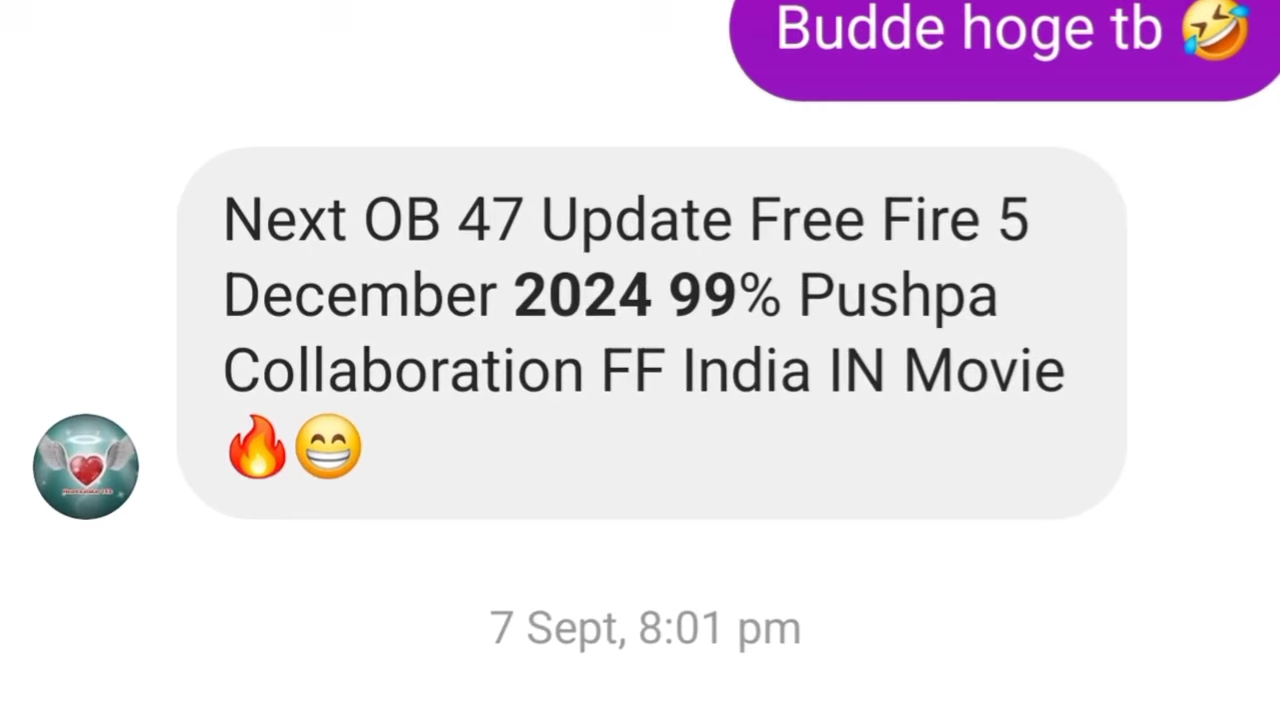 Budde hoge tb 🤣
Next OB 47 Update Free Fire 5
December 2024 99% Pushpa
Collaboration FF India IN Movie
🔥😁
7 Sept, 8:01 pm